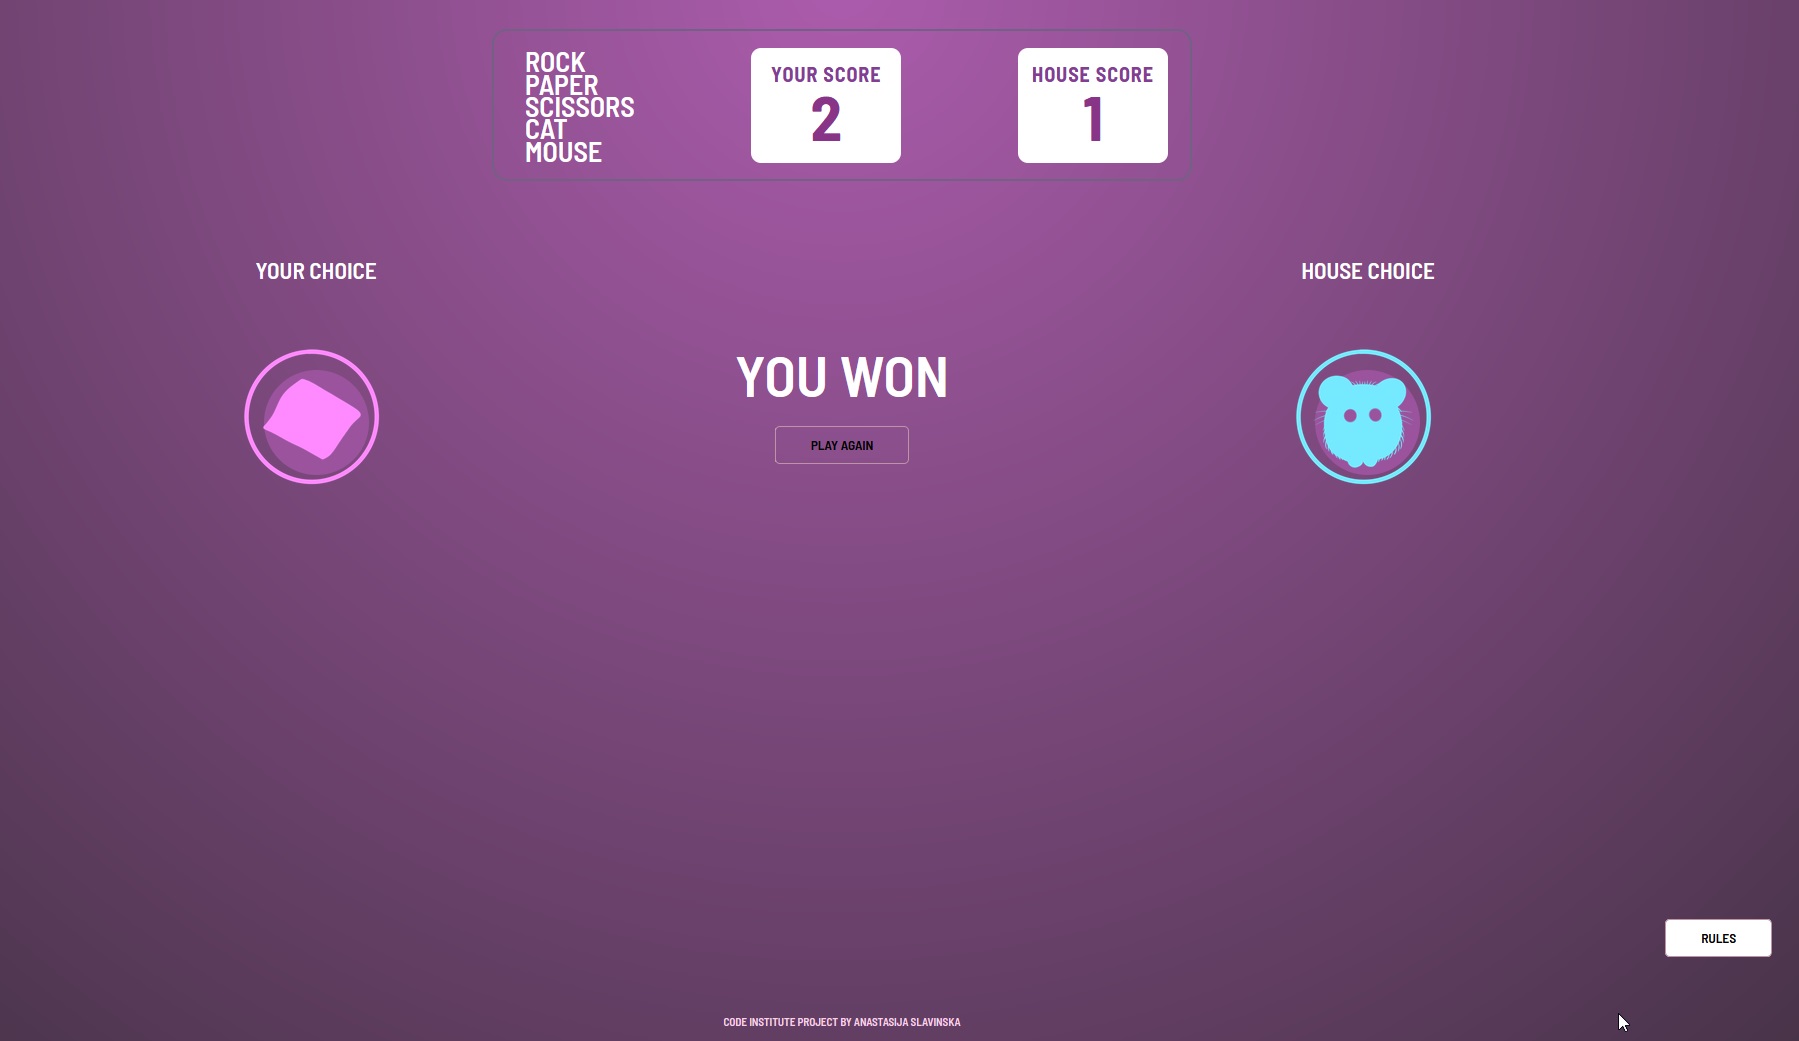 ROCK
PAPER
SCISSORS
CAT
MOUSE
YOUR SCORE
2
HOUSE SCORE
1
YOUR CHOICE
HOUSE CHOICE
YOU WON
PLAY AGAIN
RULES
CODE INSTITUTE PROJECT BY ANASTASIJA SLAVINSKA